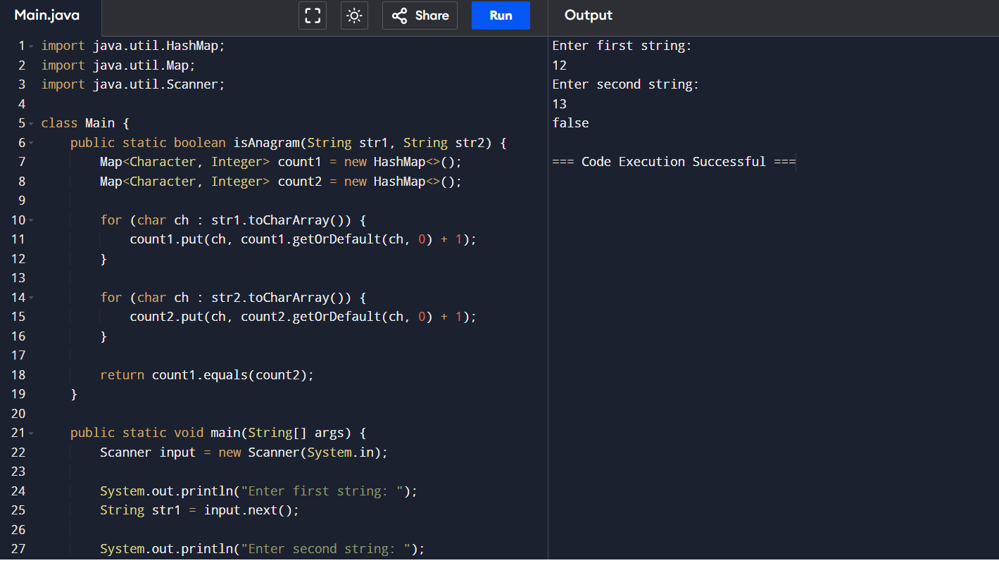 Main.java Share Run Output
1 import java.util.HashMap;
2 import java.util.Map;
3 import java.util.Scanner;
4
5 class Main {
6     public static boolean isAnagram(String str1, String str2) {
7         Map<Character, Integer> count1 = new HashMap<>();
8         Map<Character, Integer> count2 = new HashMap<>();
9
10         for (char ch : str1.toCharArray()) {
11             count1.put(ch, count1.getOrDefault(ch, 0) + 1);
12         }
13
14         for (char ch : str2.toCharArray()) {
15             count2.put(ch, count2.getOrDefault(ch, 0) + 1);
16         }
17
18         return count1.equals(count2);
19     }
20
21     public static void main(String[] args) {
22         Scanner input = new Scanner(System.in);
23
24         System.out.println("Enter first string: ");
25         String str1 = input.next();
26
27         System.out.println("Enter second string: ");
Enter first string:
12
Enter second string:
13
false

=== Code Execution Successful ===